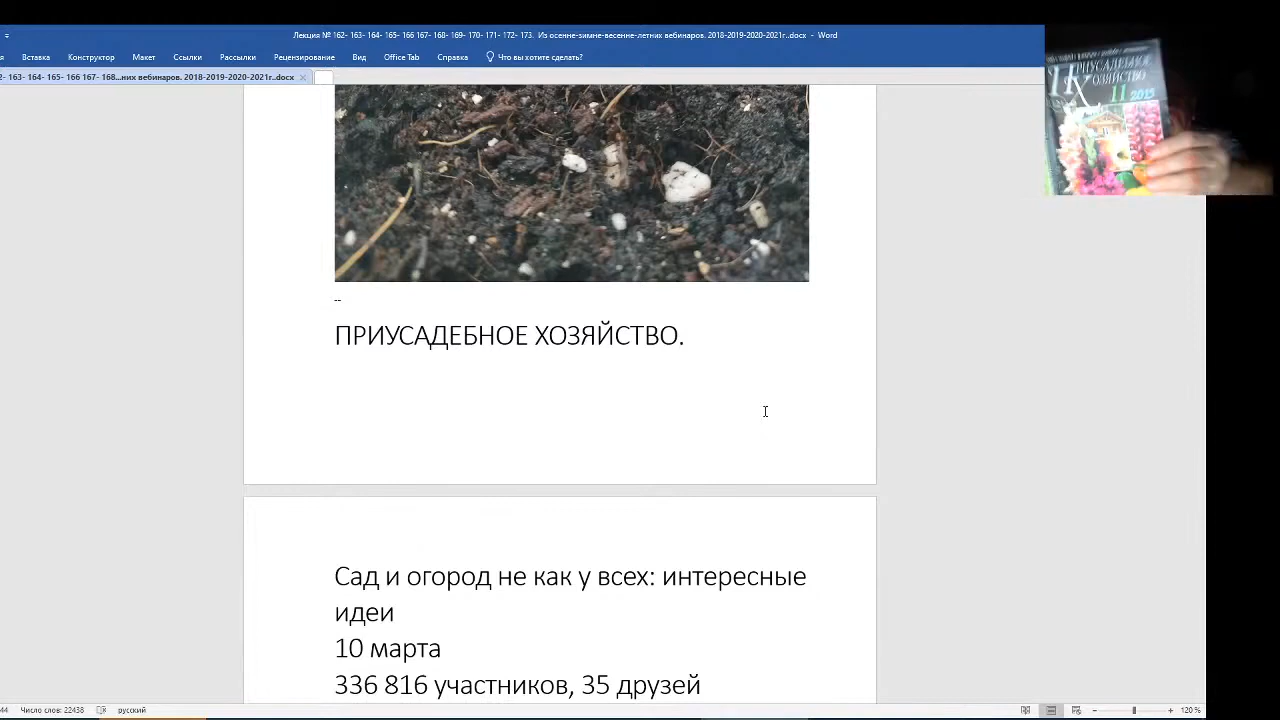 Лекция № 162- 163- 164- 165- 166 167- 168- 169- 170- 171- 172- 173. Из осенне-зимне-весенне-летних вебинаров. 2018-2019-2020-2021г..docx - Word
Вставка Конструктор Макет Ссылки Рассылки Рецензирование Вид Office Tab Справка Что вы хотите сделать?
2- 163- 164- 165- 166 167- 168...них вебинаров. 2018-2019-2020-2021г..docx
ПРИУСАДЕБНОЕ
ХОЗЯЙСТВО
11 2015
--
ПРИУСАДЕБНОЕ ХОЗЯЙСТВО.
Сад и огород не как у всех: интересные
идеи
10 марта
336 816 участников, 35 друзей
44 Число слов: 22438 русский 120 %